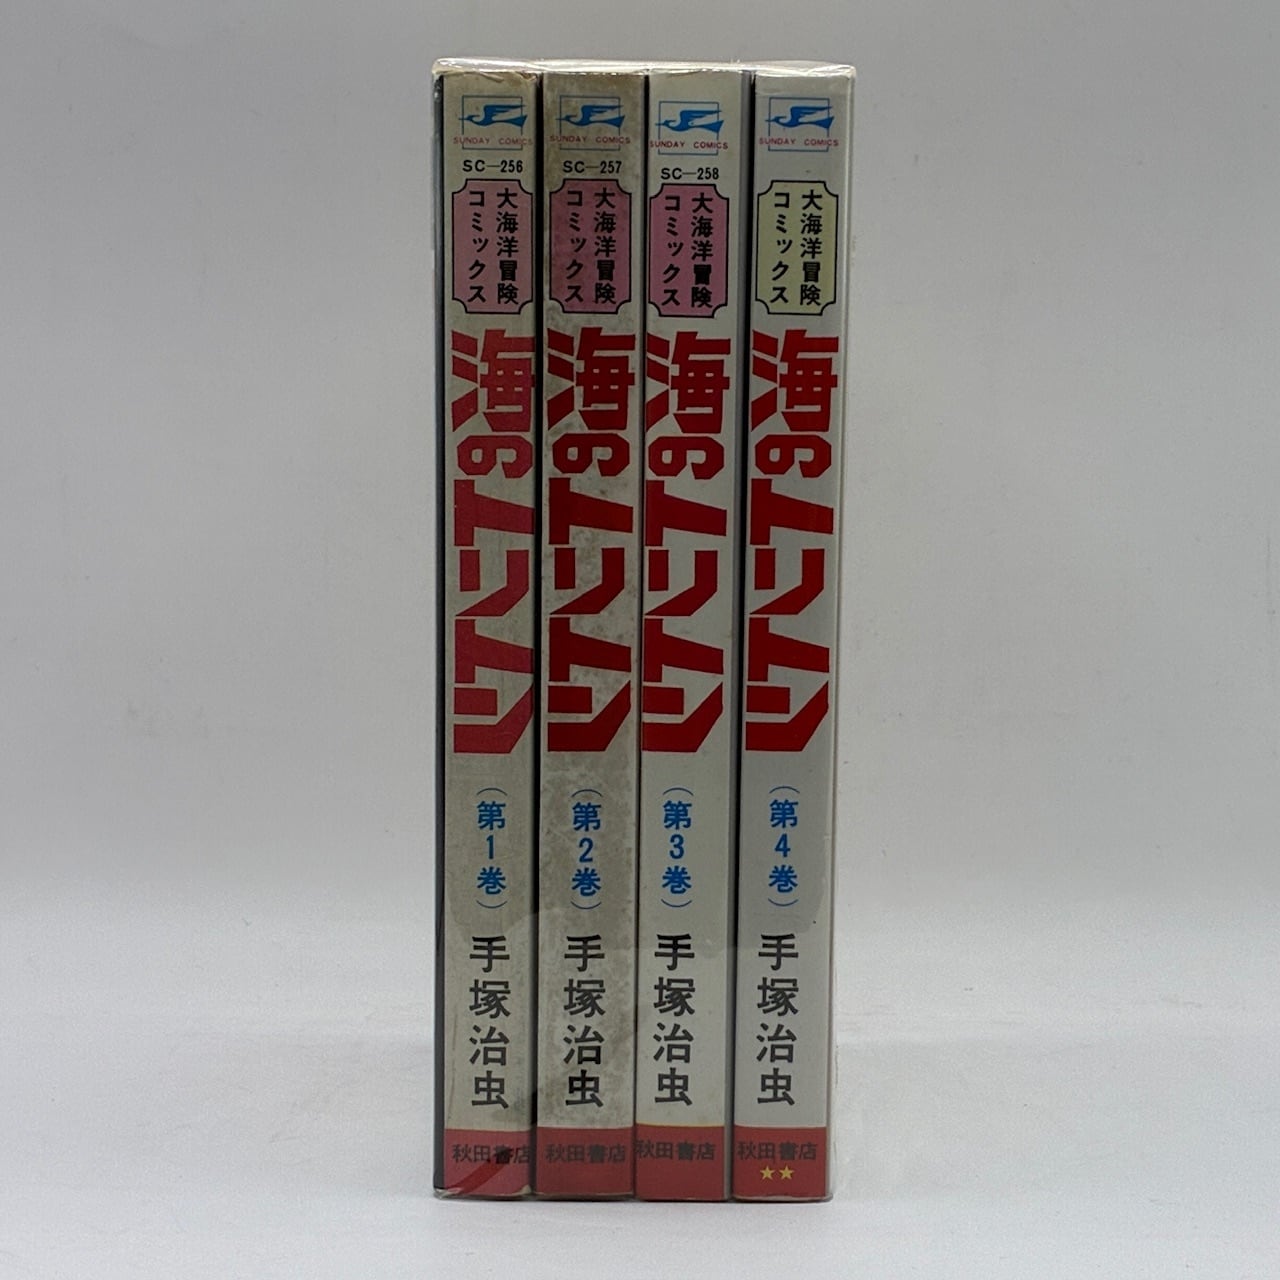 SUNDAY COMICS
SC-256
大海洋冒険
コミックス
海のトリトン
(第1巻)
手塚治虫
秋田書店
SUNDAY COMICS
SC-257
大海洋冒険
コミックス
海のトリトン
(第2巻)
手塚治虫
秋田書店
SUNDAY COMICS
SC-258
大海洋冒険
コミックス
海のトリトン
(第3巻)
手塚治虫
秋田書店
SUNDAY COMICS
大海洋冒険
コミックス
海のトリトン
(第4巻)
手塚治虫
秋田書店
★★